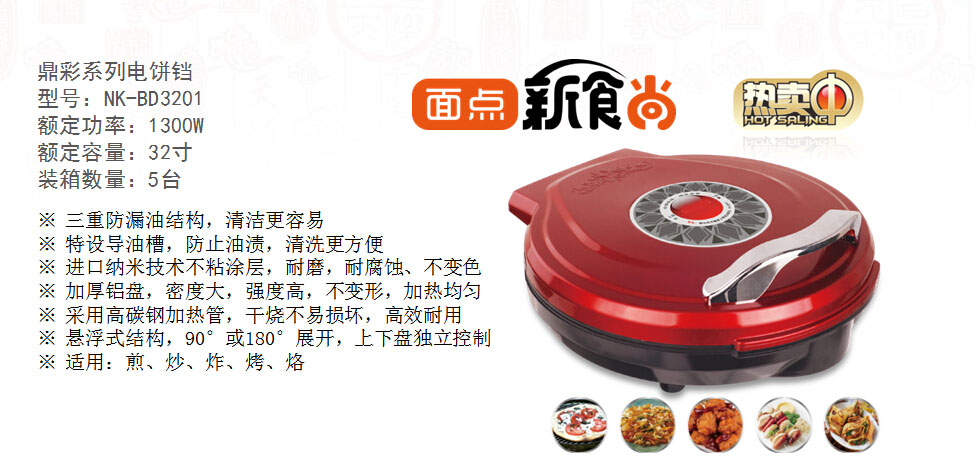 鼎彩系列电饼铛
型号：NK-BD3201
额定功率：1300W
额定容量：32寸
装箱数量：5台
面点 新食尚
热卖中
HOT SALING
※ 三重防漏油结构，清洁更容易
※ 特设导油槽，防止油渍，清洗更方便
※ 进口纳米技术不粘涂层，耐磨，耐腐蚀、不变色
※ 加厚铝盘，密度大，强度高，不变形，加热均匀
※ 采用高碳钢加热管，干烧不易损坏，高效耐用
※ 悬浮式结构，90°或180°展开，上下盘独立控制
※ 适用：煎、炒、炸、烤、烙